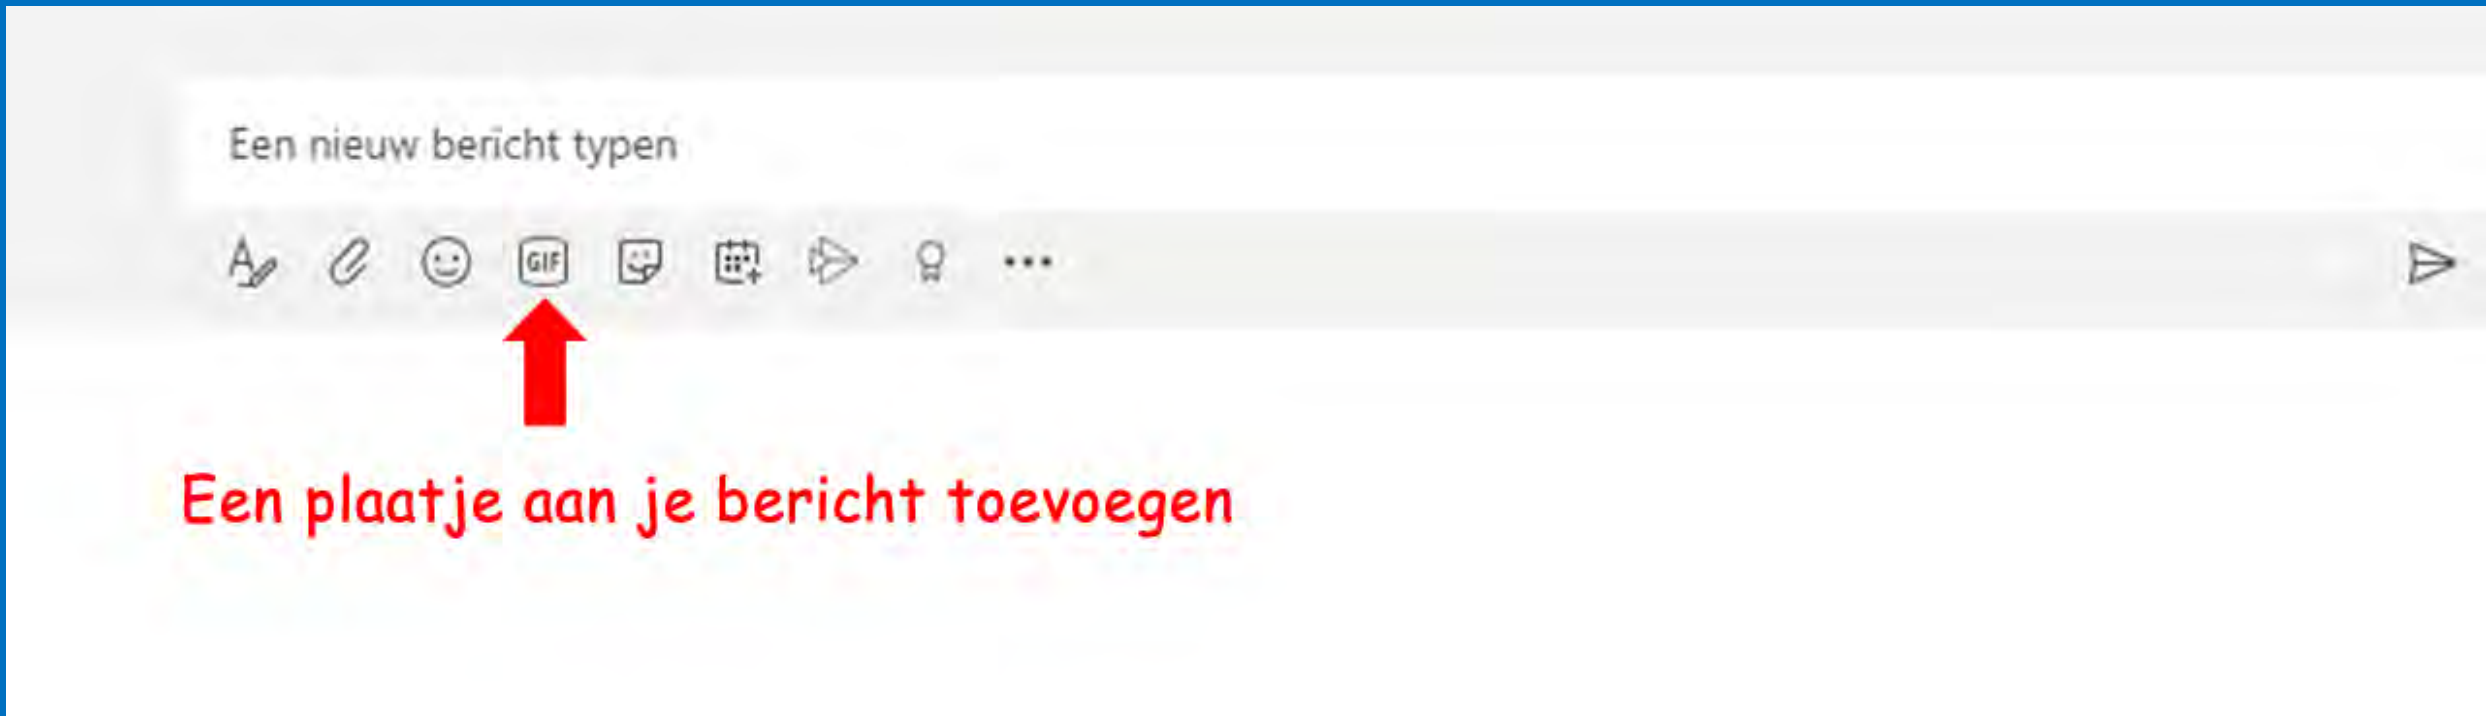 Een nieuw bericht typen
GIF
Een plaatje aan je bericht toevoegen